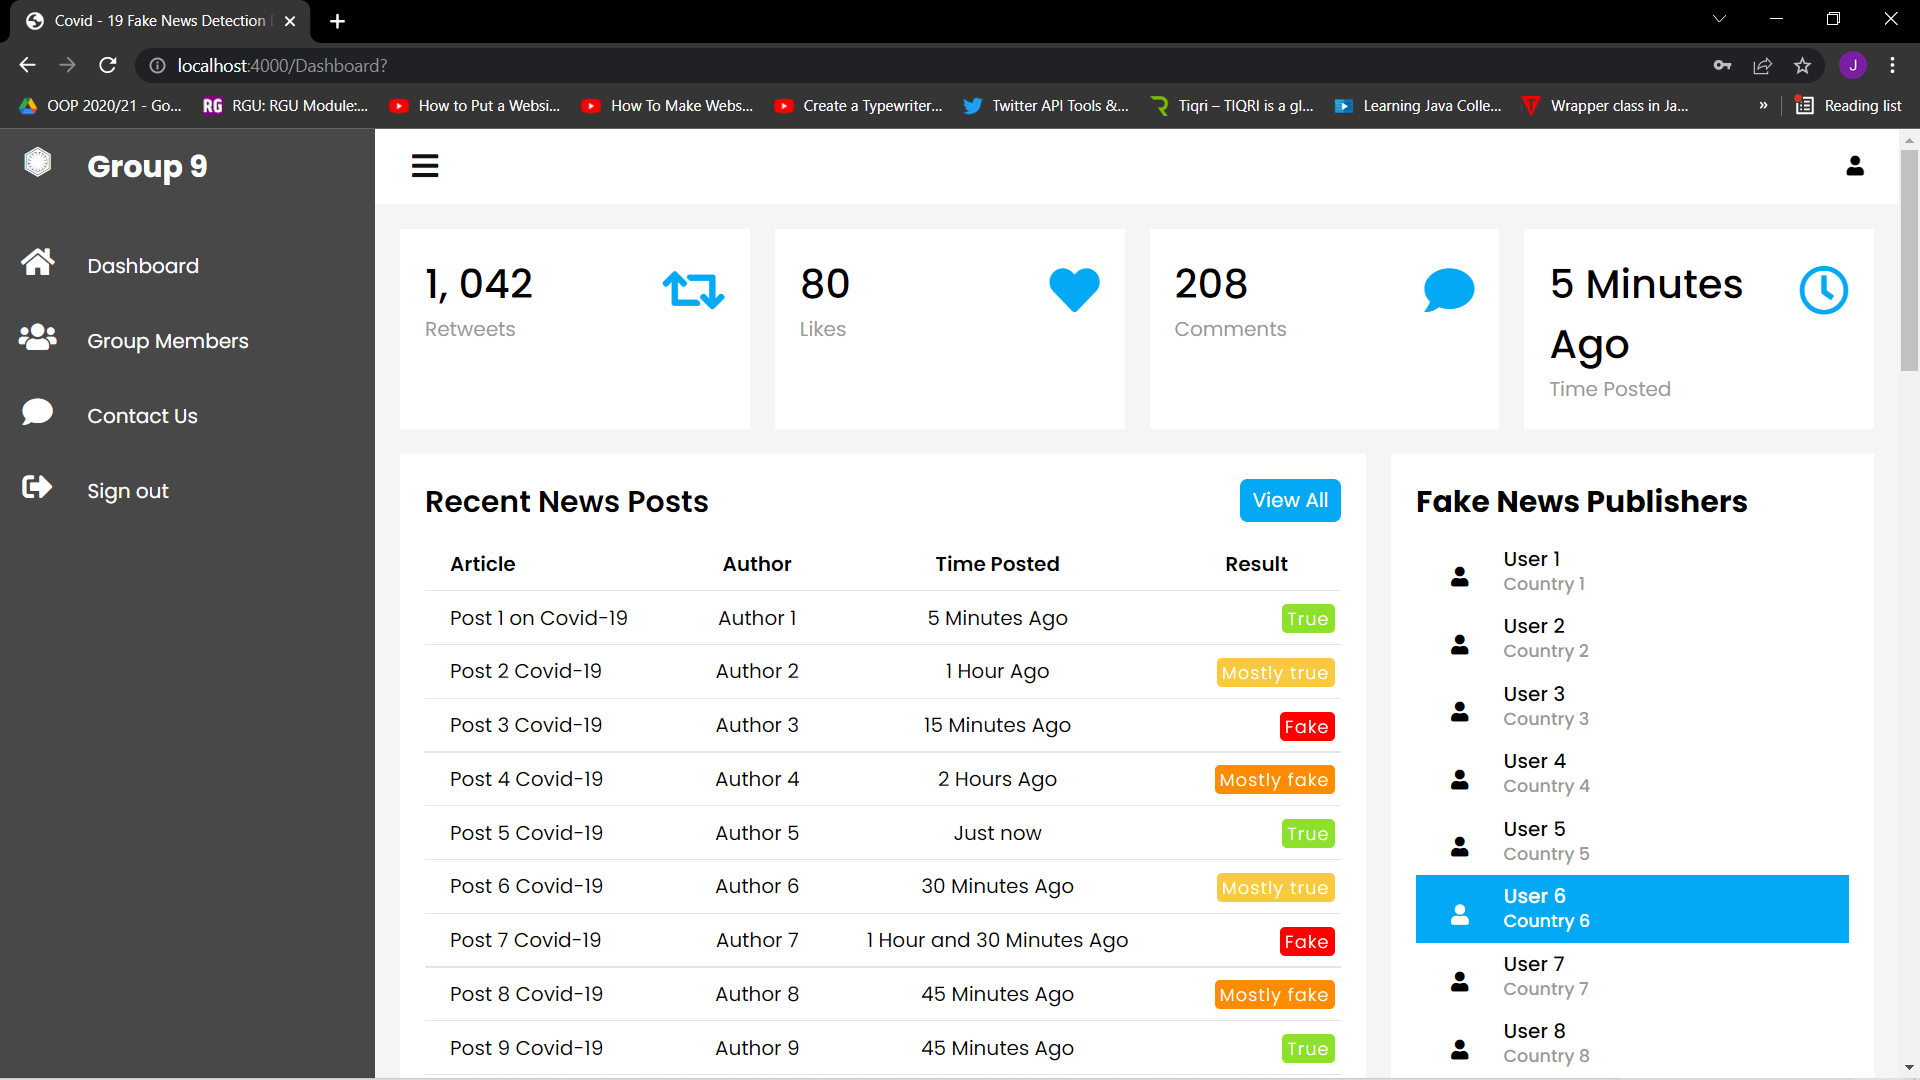 Covid - 19 Fake News Detection
localhost:4000/Dashboard?
J
OOP 2020/21 - Go...
RG
RGU: RGU Module:...
How to Put a Websi...
How To Make Webs...
Create a Typewriter...
Twitter API Tools &...
Tiqri – TIQRI is a gl...
Learning Java Colle...
Wrapper class in Ja...
»
Reading list
Group 9
Dashboard
Group Members
Contact Us
Sign out
1, 042
Retweets
80
Likes
208
Comments
5 Minutes
Ago
Time Posted
Recent News Posts
View All
Article Author Time Posted Result
Post 1 on Covid-19 Author 1 5 Minutes Ago True
Post 2 Covid-19 Author 2 1 Hour Ago Mostly true
Post 3 Covid-19 Author 3 15 Minutes Ago Fake
Post 4 Covid-19 Author 4 2 Hours Ago Mostly fake
Post 5 Covid-19 Author 5 Just now True
Post 6 Covid-19 Author 6 30 Minutes Ago Mostly true
Post 7 Covid-19 Author 7 1 Hour and 30 Minutes Ago Fake
Post 8 Covid-19 Author 8 45 Minutes Ago Mostly fake
Post 9 Covid-19 Author 9 45 Minutes Ago True
Fake News Publishers
User 1
Country 1
User 2
Country 2
User 3
Country 3
User 4
Country 4
User 5
Country 5
User 6
Country 6
User 7
Country 7
User 8
Country 8